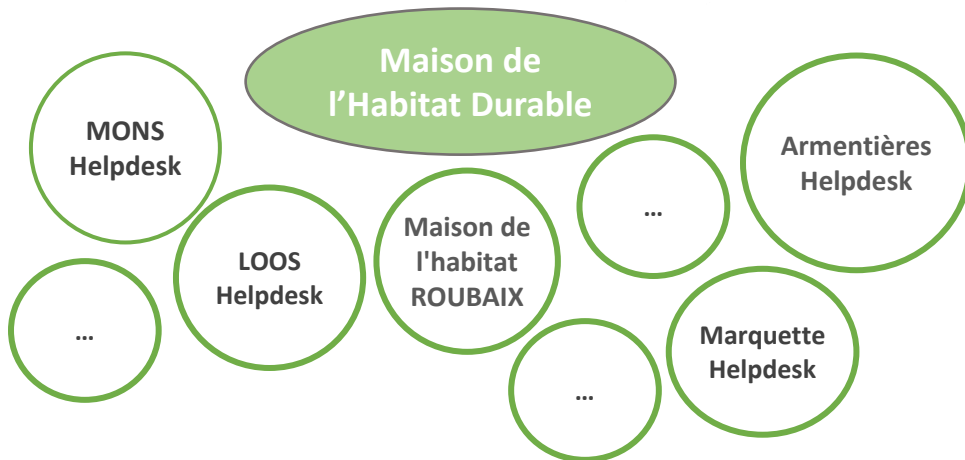 Maison de
l’Habitat Durable
MONS
Helpdesk
Armentières
Helpdesk
…
LOOS
Helpdesk
Maison de
l'habitat
ROUBAIX
…
Marquette
Helpdesk
…